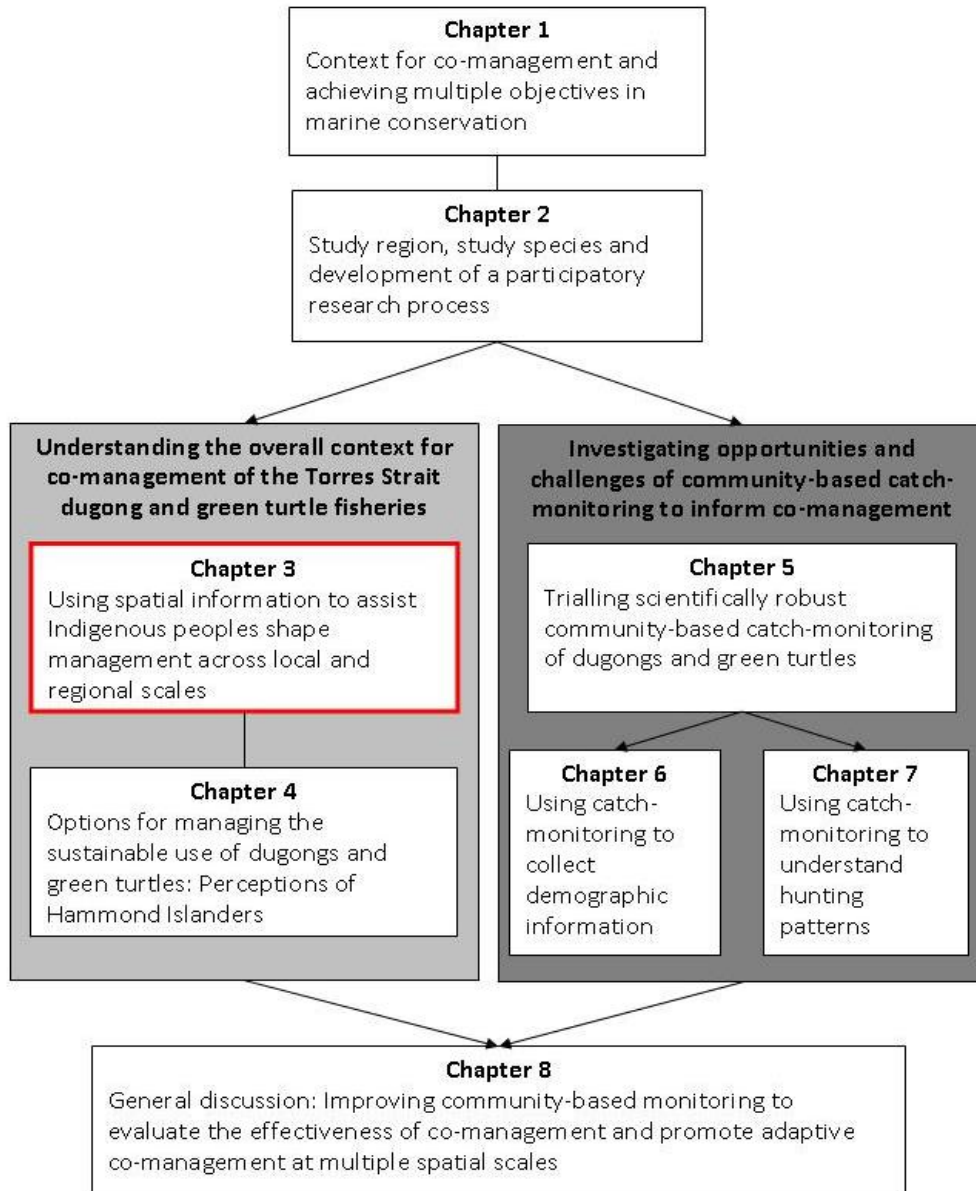 Chapter 1
Context for co-management and
achieving multiple objectives in
marine conservation
Chapter 2
Study region, study species and
development of a participatory
research process
Understanding the overall context for
co-management of the Torres Strait
dugong and green turtle fisheries
Chapter 3
Using spatial information to assist
Indigenous peoples shape
management across local and
regional scales
Chapter 4
Options for managing the
sustainable use of dugongs and
green turtles: Perceptions of
Hammond Islanders
Investigating opportunities and
challenges of community-based catch-
monitoring to inform co-management
Chapter 5
Trialling scientifically robust
community-based catch-monitoring
of dugongs and green turtles
Chapter 6
Using catch-
monitoring to
collect
demographic
information
Chapter 7
Using catch-
monitoring to
understand
hunting
patterns
Chapter 8
General discussion: Improving community-based monitoring to
evaluate the effectiveness of co-management and promote adaptive
co-management at multiple spatial scales